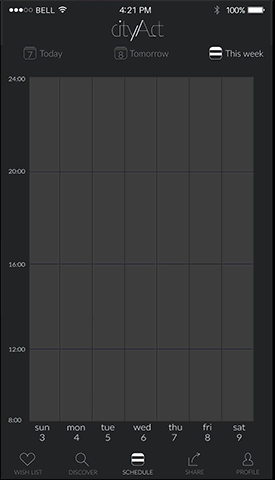 BELL 4:21 PM 100%
city/Act
7 Today 8 Tomorrow This week
24:00
20:00
16:00
12:00
8:00
sun mon tue wed thu fri sat
3 4 5 6 7 8 9
WISH LIST DISCOVER SCHEDULE SHARE PROFILE